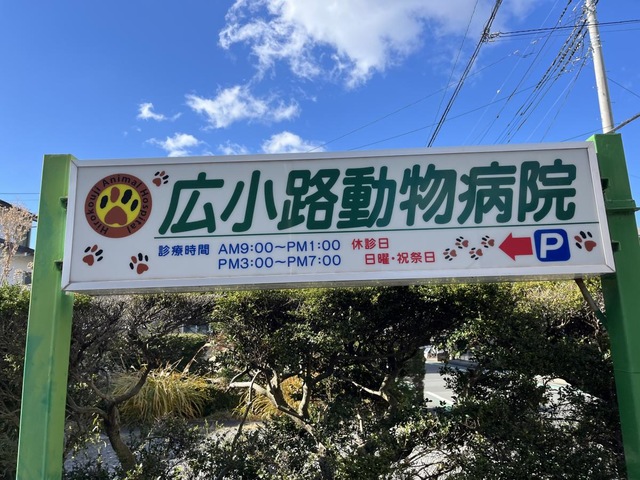 Hirokouji Animal Hospital
広小路動物病院
診療時間 AM9:00~PM1:00 休診日
PM3:00~PM7:00 日曜・祝祭日
P